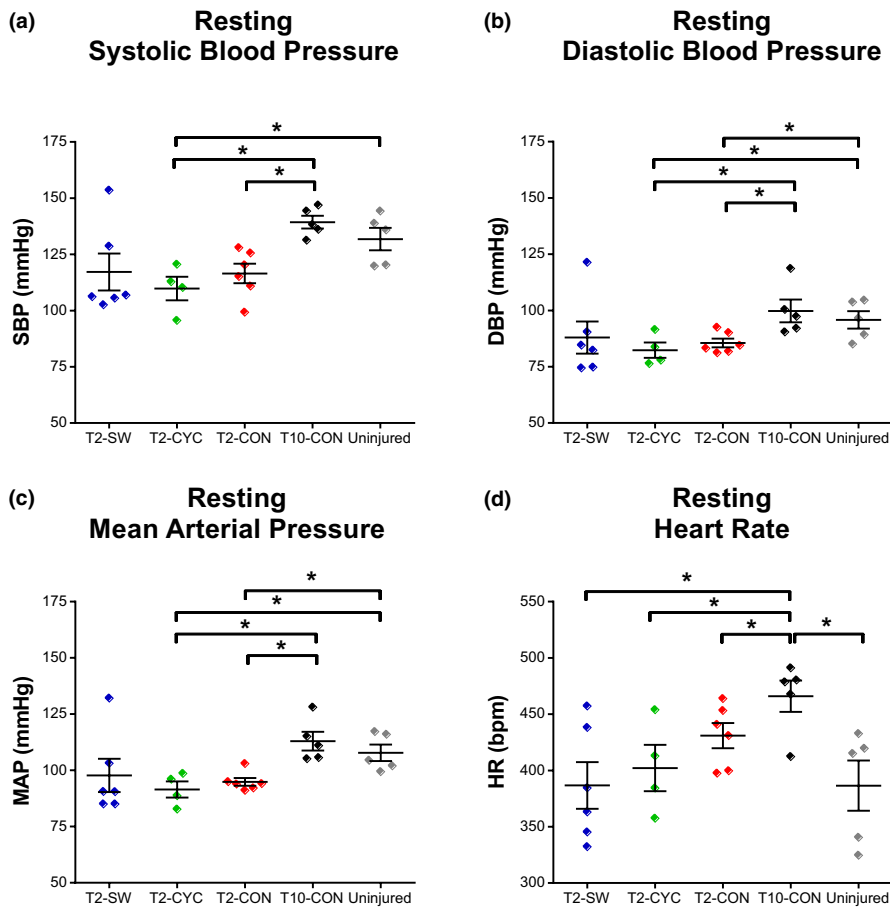 (a)
Resting
Systolic Blood Pressure
*
*
*
175
150
125
100
75
50
SBP (mmHg)
T2-SW T2-CYC T2-CON T10-CON Uninjured
(b)
Resting
Diastolic Blood Pressure
*
*
*
*
175
150
125
100
75
50
DBP (mmHg)
T2-SW T2-CYC T2-CON T10-CON Uninjured
(c)
Resting
Mean Arterial Pressure
*
*
*
*
175
150
125
100
75
50
MAP (mmHg)
T2-SW T2-CYC T2-CON T10-CON Uninjured
(d)
Resting
Heart Rate
*
*
* *
550
500
450
400
350
300
HR (bpm)
T2-SW T2-CYC T2-CON T10-CON Uninjured